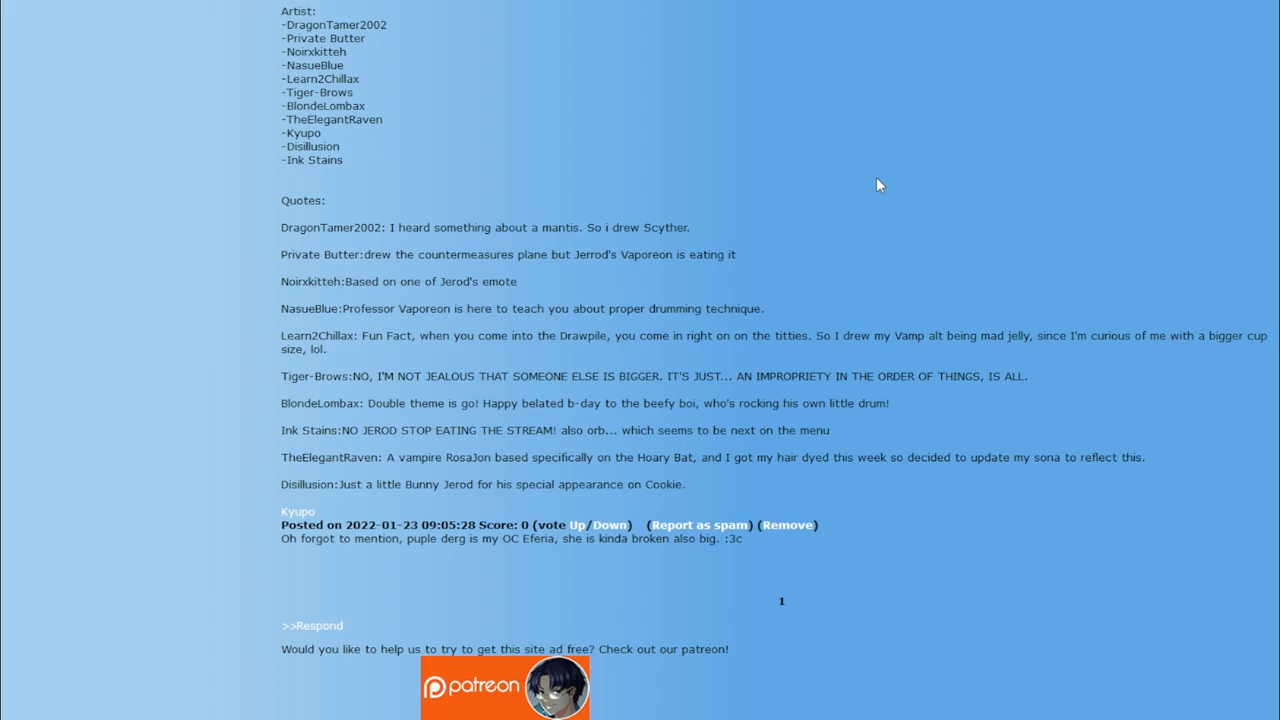 Artist:
-DragonTamer2002
-Private Butter
-Noirxkitteh
-NasueBlue
-Learn2Chillax
-Tiger-Brows
-BlondeLombax
-TheElegantRaven
-Kyupo
-Disillusion
-Ink Stains
Quotes:
DragonTamer2002: I heard something about a mantis. So i drew Scyther.
Private Butter:drew the countermeasures plane but Jerrod's Vaporeon is eating it
Noirxkitteh:Based on one of Jerod's emote
NasueBlue:Professor Vaporeon is here to teach you about proper drumming technique.
Learn2Chillax: Fun Fact, when you come into the Drawpile, you come in right on on the titties. So I drew my Vamp alt being mad jelly, since I'm curious of me with a bigger cup
size, lol.
Tiger-Brows:NO, I'M NOT JEALOUS THAT SOMEONE ELSE IS BIGGER. IT'S JUST... AN IMPROPRIETY IN THE ORDER OF THINGS, IS ALL.
BlondeLombax: Double theme is go! Happy belated b-day to the beefy boi, who's rocking his own little drum!
Ink Stains:NO JEROD STOP EATING THE STREAM! also orb... which seems to be next on the menu
TheElegantRaven: A vampire RosaJon based specifically on the Hoary Bat, and I got my hair dyed this week so decided to update my sona to reflect this.
Disillusion:Just a little Bunny Jerod for his special appearance on Cookie.
Kyupo
Posted on 2022-01-23 09:05:28 Score: 0 (vote Up/Down) (Report as spam) (Remove)
Oh forgot to mention, puple derg is my OC Eferia, she is kinda broken also big. :3c
1
>>Respond
Would you like to help us to try to get this site ad free? Check out our patreon!
patreon